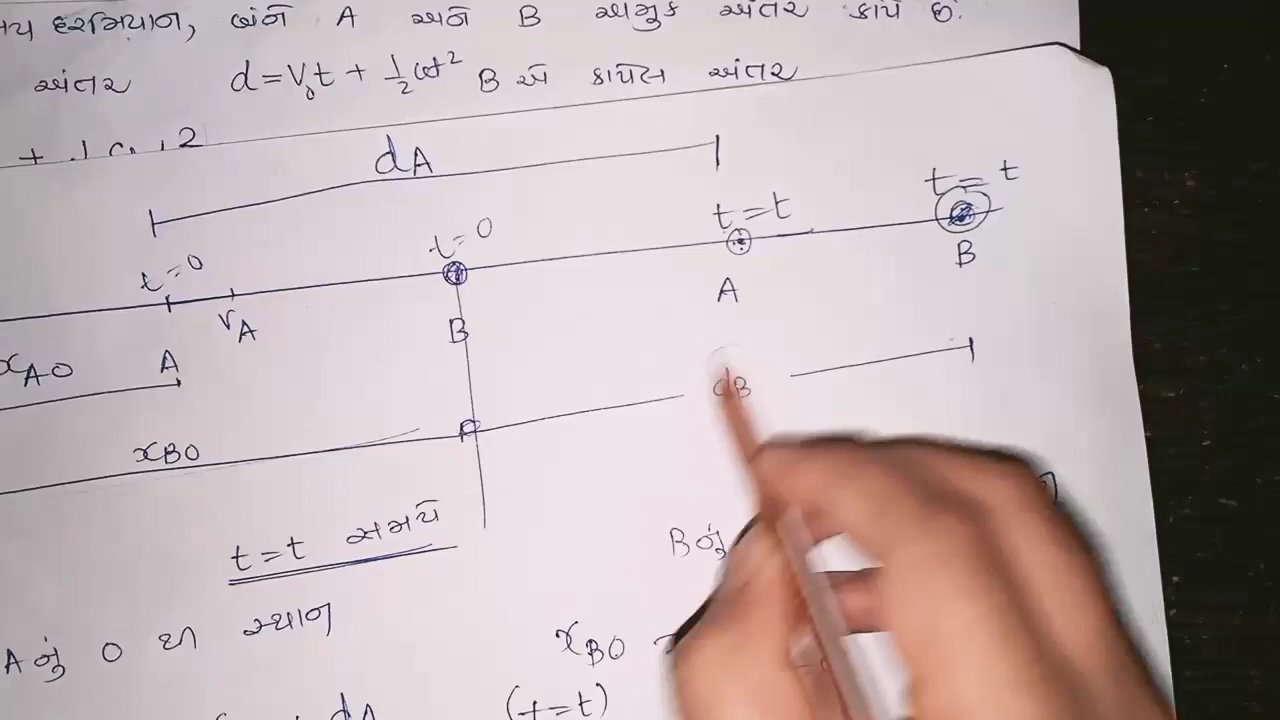 દરમિયાન, બંને A અને B અમુક અંતર કાપે છે.
અંતર d=V₀t + ½at² B એ કાપેલ અંતર
dA
t=t
t=t
t=0
t=0
A
B
VA
B
xA0
A
dB
xB0
t=t સમયે
Bનું
Aનું 0 થી સ્થાન
xB0
dA
(t=t)